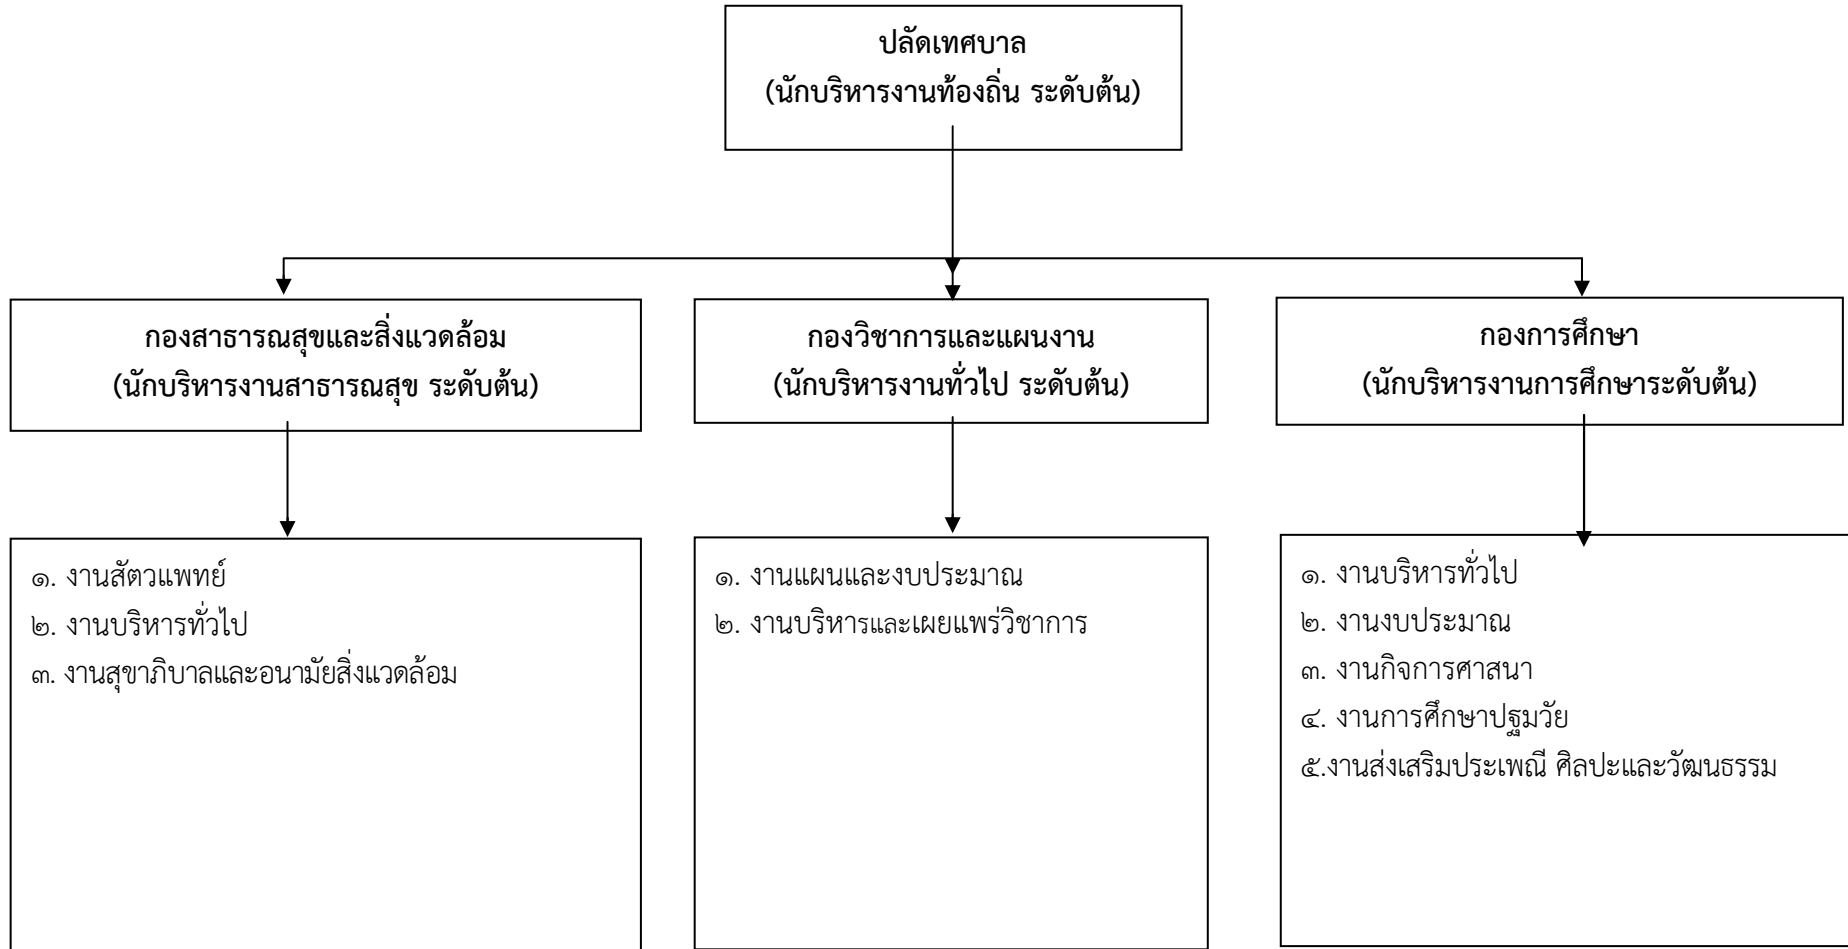 ปลัดเทศบาล
(นักบริหารงานท้องถิ่น ระดับต้น)
กองสาธารณสุขและสิ่งแวดล้อม
(นักบริหารงานสาธารณสุข ระดับต้น)
กองวิชาการและแผนงาน
(นักบริหารงานทั่วไป ระดับต้น)
กองการศึกษา
(นักบริหารงานการศึกษาระดับต้น)
๑. งานสัตวแพทย์
๒. งานบริหารทั่วไป
๓. งานสุขาภิบาลและอนามัยสิ่งแวดล้อม
๑. งานแผนและงบประมาณ
๒. งานบริหารและเผยแพร่วิชาการ
๑. งานบริหารทั่วไป
๒. งานงบประมาณ
๓. งานกิจการศาสนา
๔. งานการศึกษาปฐมวัย
๕.งานส่งเสริมประเพณี ศิลปะและวัฒนธรรม